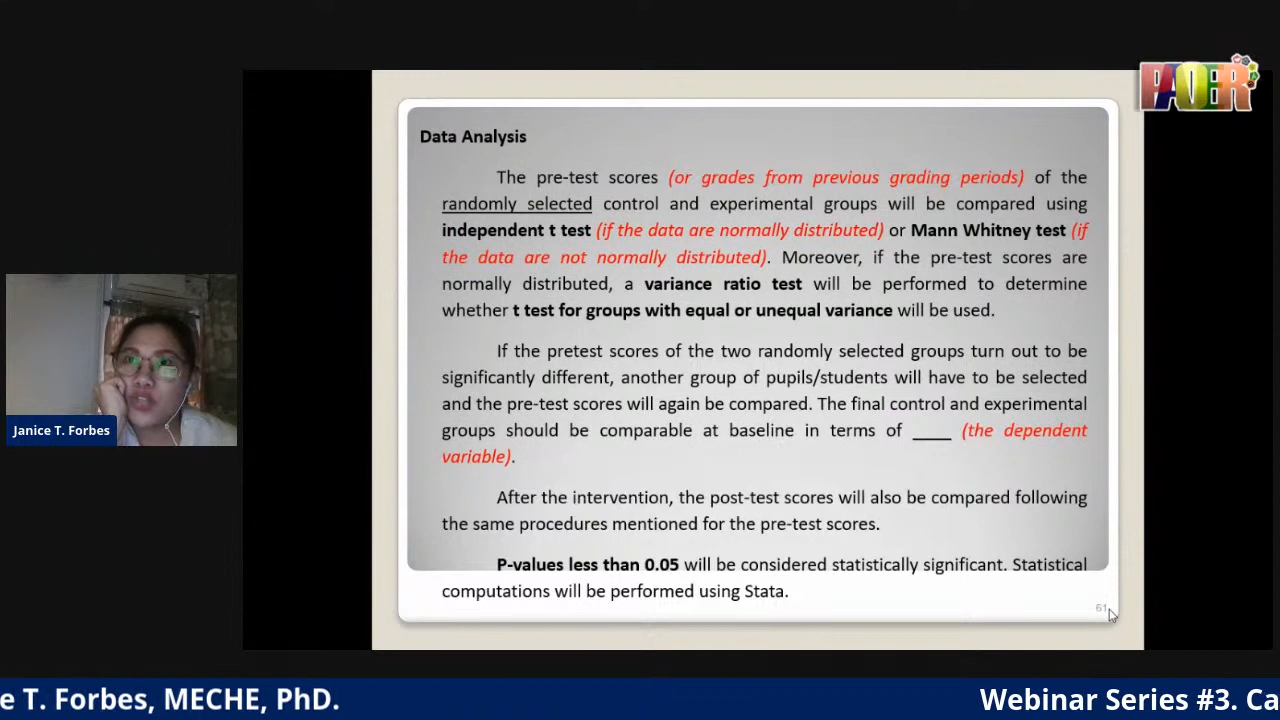 PAOER
Data Analysis
The pre-test scores (or grades from previous grading periods) of the
randomly selected control and experimental groups will be compared using
independent t test (if the data are normally distributed) or Mann Whitney test (if
the data are not normally distributed). Moreover, if the pre-test scores are
normally distributed, a variance ratio test will be performed to determine
whether t test for groups with equal or unequal variance will be used.
If the pretest scores of the two randomly selected groups turn out to be
significantly different, another group of pupils/students will have to be selected
and the pre-test scores will again be compared. The final control and experimental
groups should be comparable at baseline in terms of ____ (the dependent
variable).
After the intervention, the post-test scores will also be compared following
the same procedures mentioned for the pre-test scores.
P-values less than 0.05 will be considered statistically significant. Statistical
computations will be performed using Stata.
61
Janice T. Forbes
e T. Forbes, MECHE, PhD.
Webinar Series #3. Ca